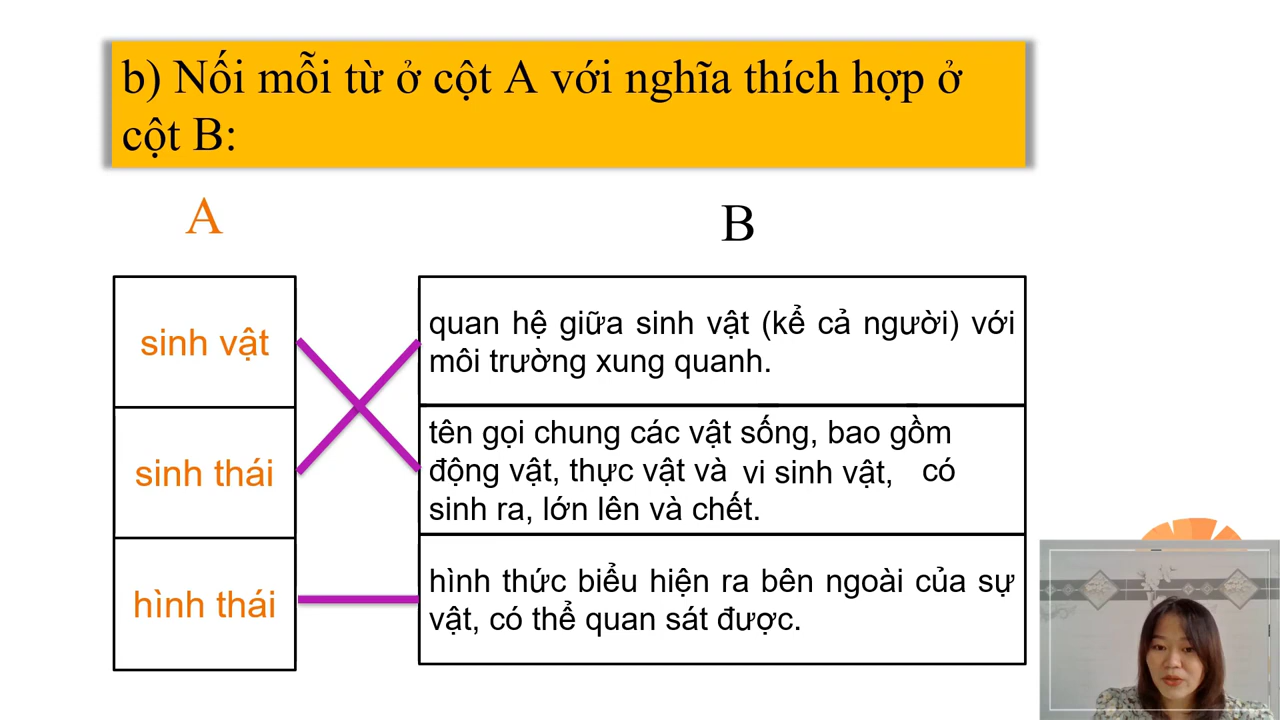 b) Nối mỗi từ ở cột A với nghĩa thích hợp ở
cột B:
A
B
sinh vật
quan hệ giữa sinh vật (kể cả người) với
môi trường xung quanh.
sinh thái
tên gọi chung các vật sống, bao gồm
động vật, thực vật và vi sinh vật, có
sinh ra, lớn lên và chết.
hình thái
hình thức biểu hiện ra bên ngoài của sự
vật, có thể quan sát được.